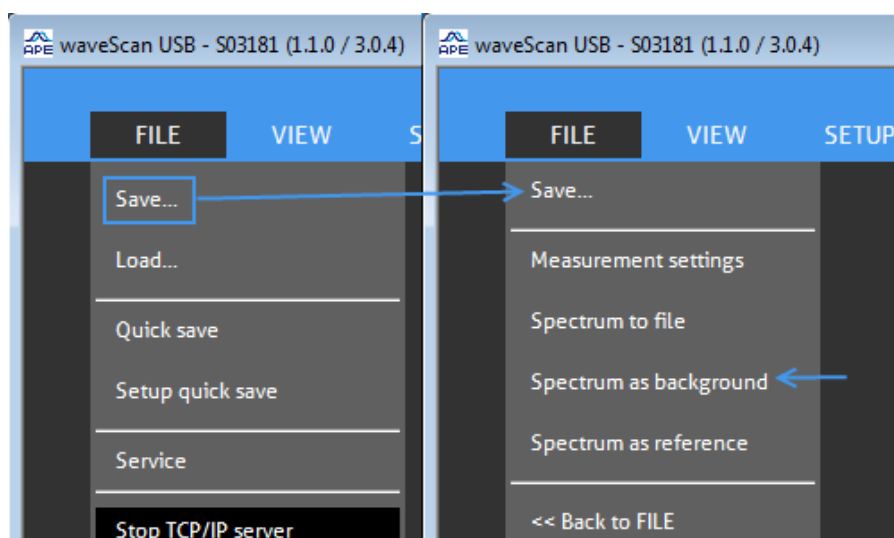 APE waveScan USB - S03181 (1.1.0 / 3.0.4)
FILE VIEW S
Save...
Load...
Quick save
Setup quick save
Service
Stop TCP/IP server
APE waveScan USB - S03181 (1.1.0 / 3.0.4)
FILE VIEW SETUP
Save...
Measurement settings
Spectrum to file
Spectrum as background
Spectrum as reference
<< Back to FILE